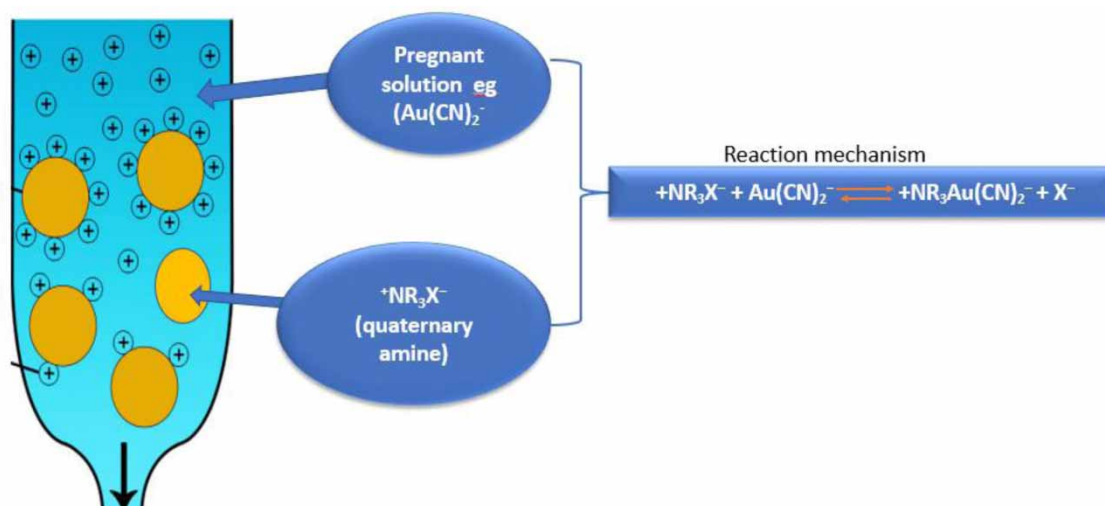 Pregnant
solution eg
(Au(CN)₂⁻
Reaction mechanism
+NR₃X⁻ + Au(CN)₂⁻ ⇌ +NR₃Au(CN)₂⁻ + X⁻
⁺NR₃X⁻
(quaternary
amine)